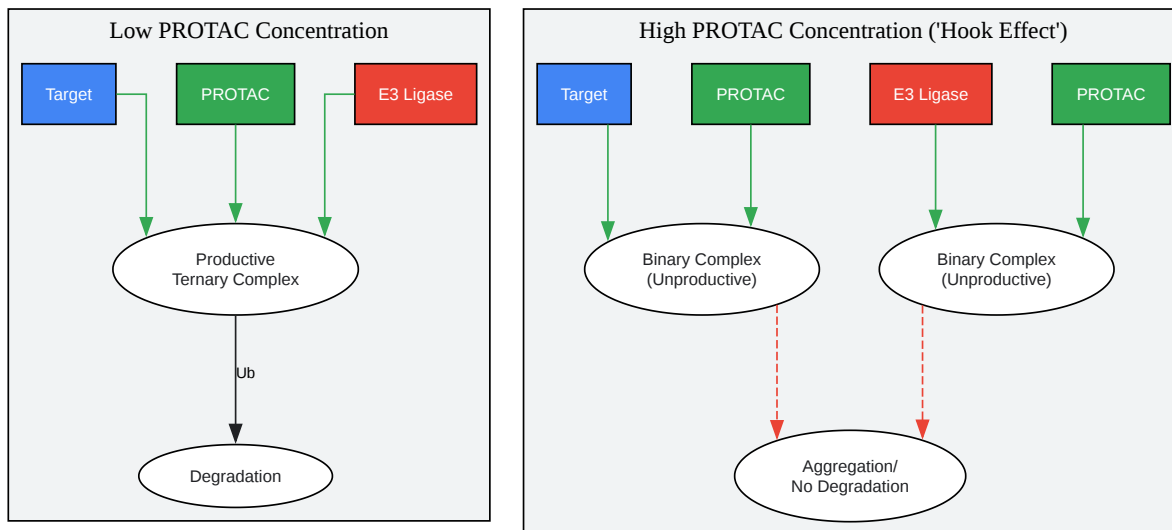 Low PROTAC Concentration
Target
PROTAC
E3 Ligase
Productive
Ternary Complex
Ub
Degradation
High PROTAC Concentration ('Hook Effect')
Target
PROTAC
E3 Ligase
PROTAC
Binary Complex
(Unproductive)
Binary Complex
(Unproductive)
Aggregation/
No Degradation